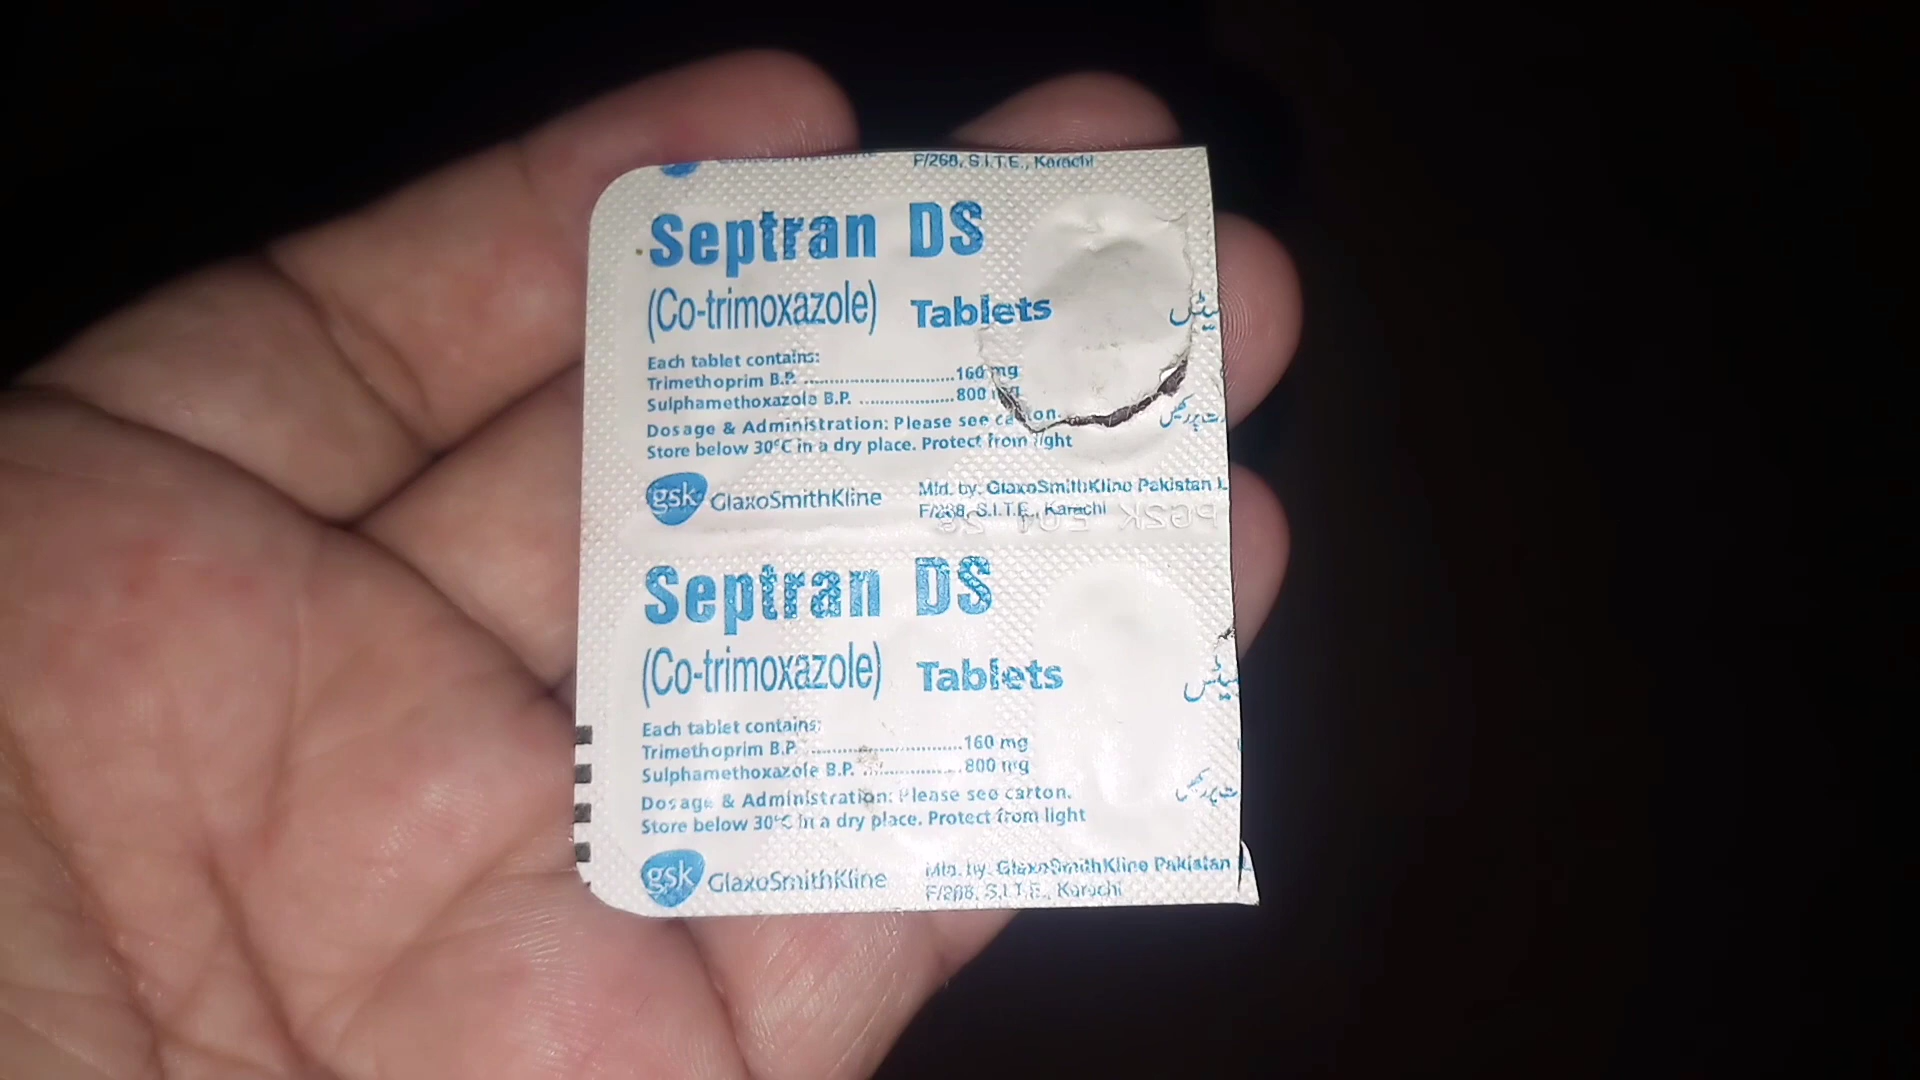 F/268, S.I.T.E., Karachi
Septran DS
(Co-trimoxazole) Tablets
Each tablet contains:
Trimethoprim B.P. ........................ 160 mg
Sulphamethoxazole B.P. ................ 800
Dosage & Administration: Please see carton.
Store below 30°C in a dry place. Protect from light
gsk GlaxoSmithKline
Mfd. by: GlaxoSmithKline Pakistan L
F/268, S.I.T.E., Karachi
Septran DS
(Co-trimoxazole) Tablets
Each tablet contains:
Trimethoprim B.P. ........................ 160 mg
Sulphamethoxazole B.P. ................ 800 mg
Dosage & Administration: Please see carton.
Store below 30°C in a dry place. Protect from light
gsk GlaxoSmithKline
Mfd. by: GlaxoSmithKline Pakistan L
F/268, S.I.T.E., Karachi